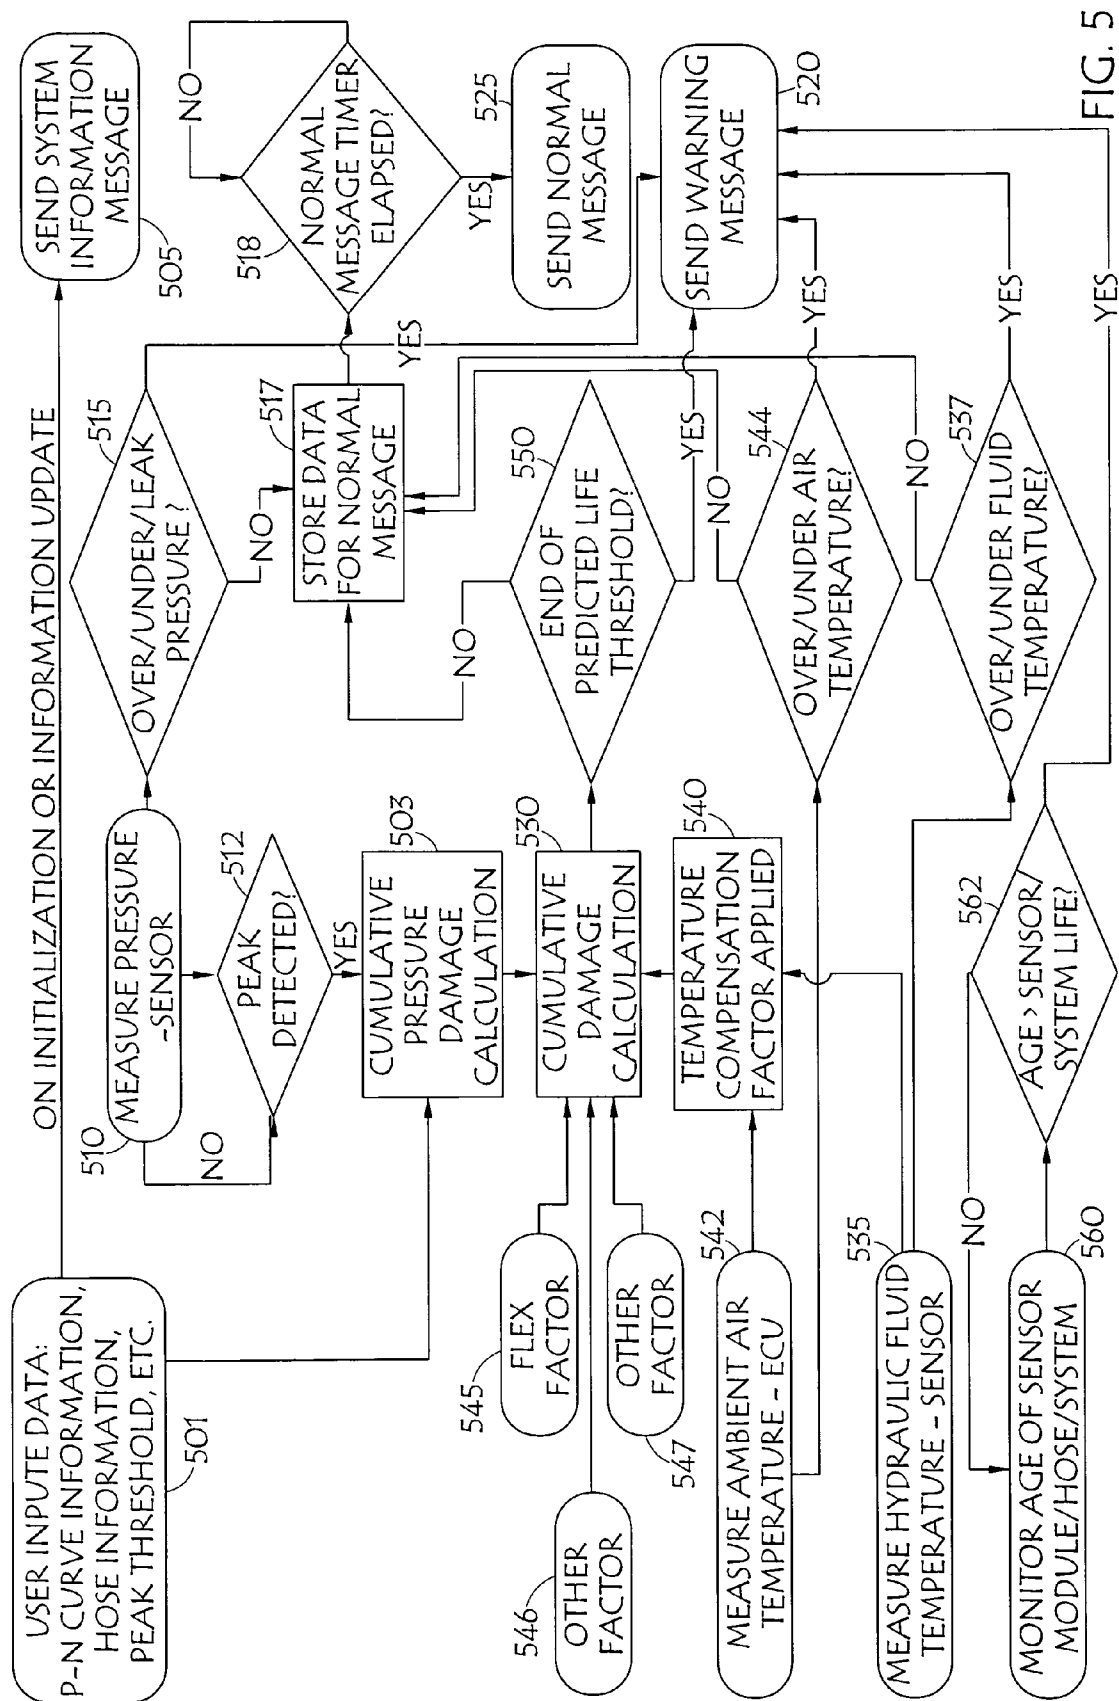 USER INPUTE DATA:
P-N CURVE INFORMATION,
HOSE INFORMATION,
PEAK THRESHOLD, ETC.
501
ON INITIALIZATION OR INFORMATION UPDATE
SEND SYSTEM
INFORMATION
MESSAGE
505
510
MEASURE PRESSURE
-SENSOR
NO
512
PEAK
DETECTED?
YES
515
OVER/UNDER/LEAK
PRESSURE ?
NO
YES
517
STORE DATA
FOR NORMAL
MESSAGE
518
NORMAL
MESSAGE TIMER
ELAPSED?
NO
YES
525
SEND NORMAL
MESSAGE
503
CUMULATIVE
PRESSURE
DAMAGE
CALCULATION
530
CUMULATIVE
DAMAGE
CALCULATION
550
END OF
PREDICTED LIFE
THRESHOLD?
NO
YES
SEND WARNING
MESSAGE
520
545
FLEX
FACTOR
546
OTHER
FACTOR
OTHER
FACTOR
547
540
TEMPERATURE
COMPENSATION
FACTOR APPLIED
542
MEASURE AMBIENT AIR
TEMPERATURE - ECU
544
OVER/UNDER AIR
TEMPERATURE?
NO
YES
535
MEASURE HYDRAULIC FLUID
TEMPERATURE - SENSOR
537
OVER/UNDER FLUID
TEMPERATURE?
NO
YES
560
MONITOR AGE OF SENSOR
MODULE/HOSE/SYSTEM
NO
562
AGE > SENSOR/
SYSTEM LIFE?
YES
FIG. 5